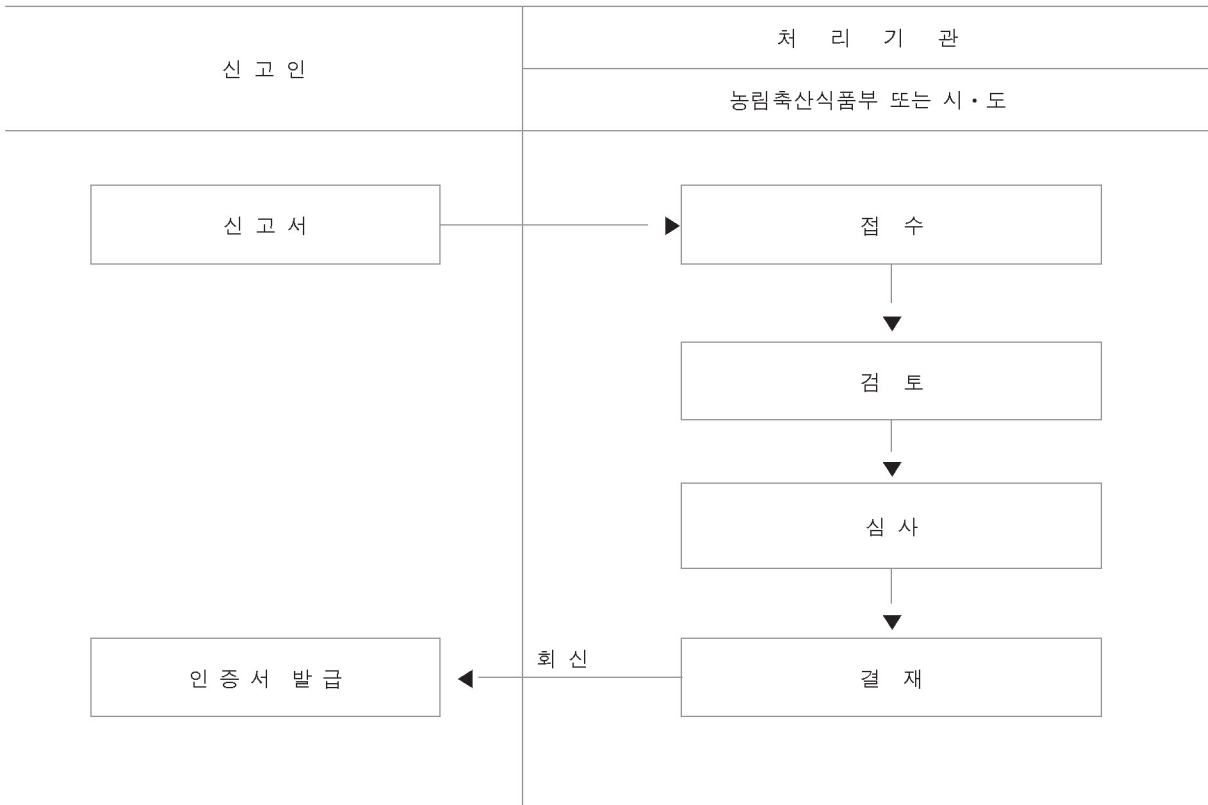 신고인
처리기관
농림축산식품부 또는 시·도
신고서
접수
검토
심사
회신
인증서 발급
결재